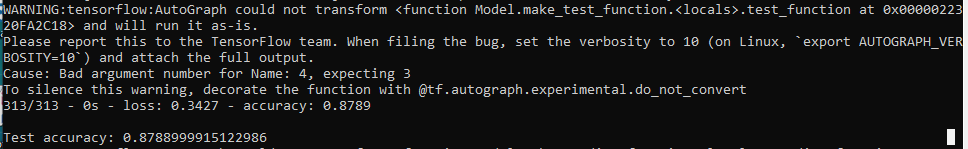 WARNING:tensorflow:AutoGraph could not transform <function Model.make_test_function.<locals>.test_function at 0x00000223
20FA2C18> and will run it as-is.
Please report this to the TensorFlow team. When filing the bug, set the verbosity to 10 (on Linux, `export AUTOGRAPH_VER
BOSITY=10`) and attach the full output.
Cause: Bad argument number for Name: 4, expecting 3
To silence this warning, decorate the function with @tf.autograph.experimental.do_not_convert
313/313 - 0s - loss: 0.3427 - accuracy: 0.8789

Test accuracy: 0.8788999915122986